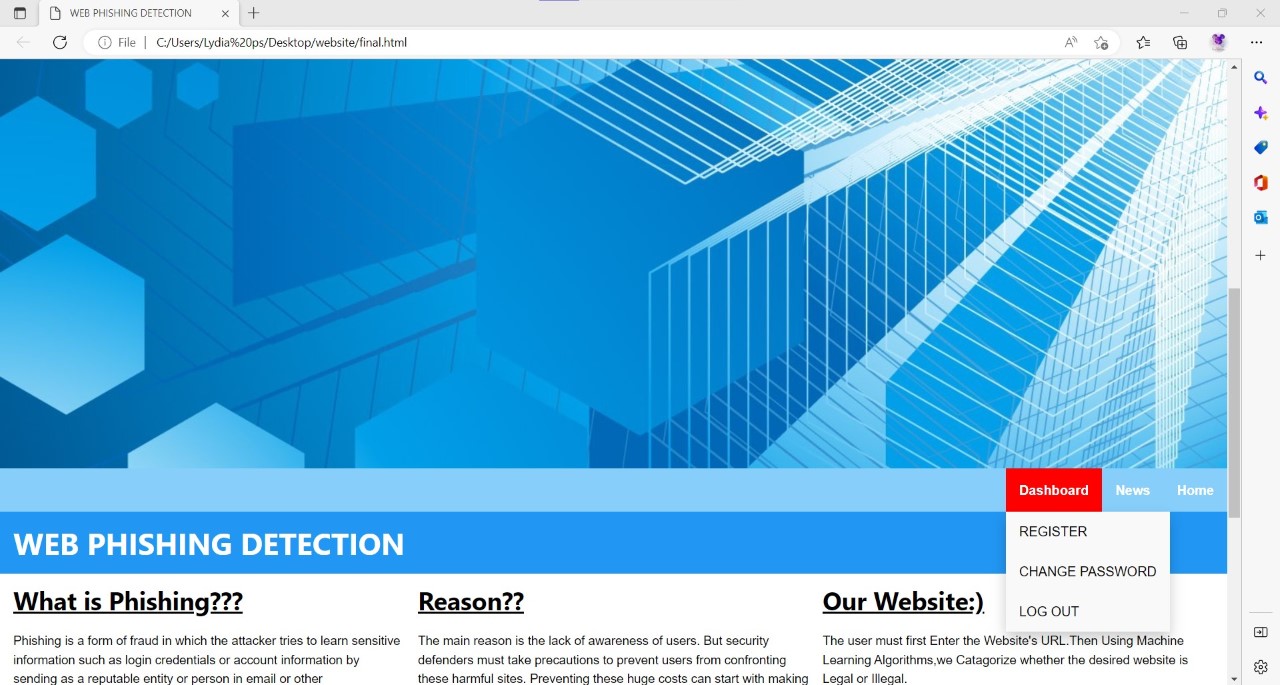 WEB PHISHING DETECTION
File
C:/Users/Lydia%20ps/Desktop/website/final.html
Dashboard News Home
REGISTER
CHANGE PASSWORD
LOG OUT
WEB PHISHING DETECTION
What is Phishing???
Phishing is a form of fraud in which the attacker tries to learn sensitive
information such as login credentials or account information by
sending as a reputable entity or person in email or other
Reason??
The main reason is the lack of awareness of users. But security
defenders must take precautions to prevent users from confronting
these harmful sites. Preventing these huge costs can start with making
Our Website:)
The user must first Enter the Website's URL.Then Using Machine
Learning Algorithms,we Catagorize whether the desired website is
Legal or Illegal.